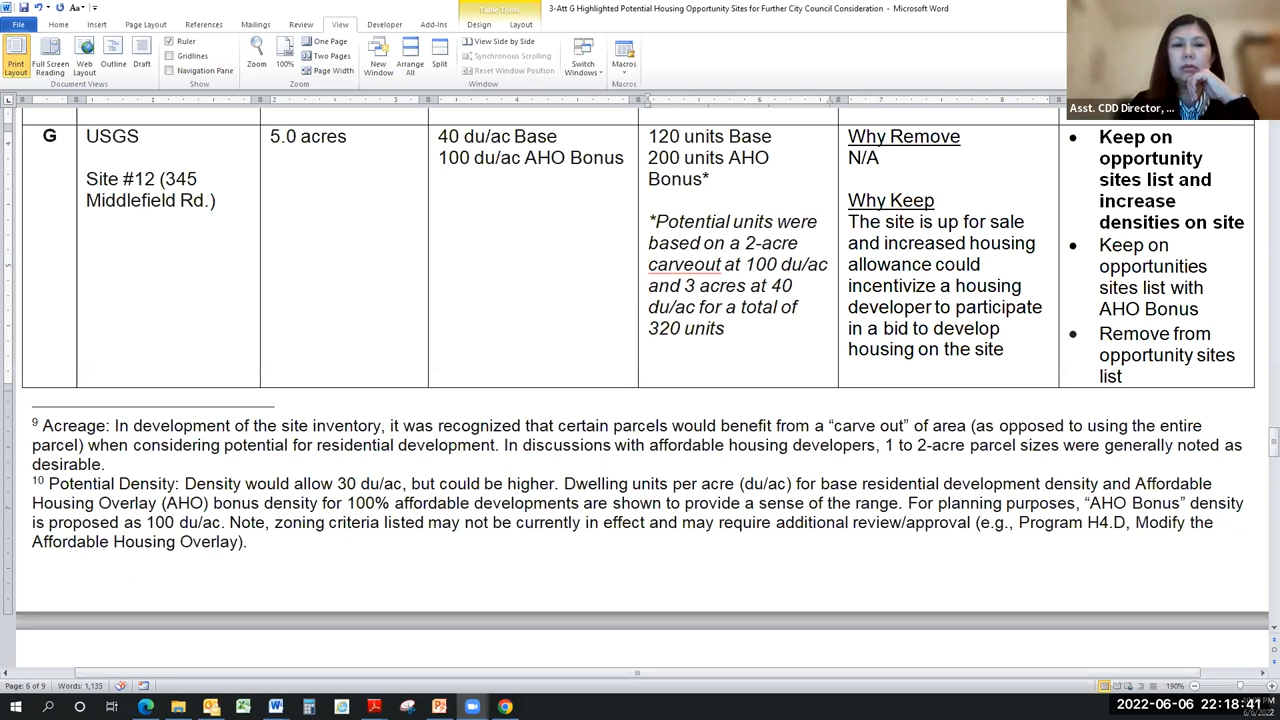 Table Tools
3-Att G Highlighted Potential Housing Opportunity Sites for Further City Council Consideration - Microsoft Word
File Home Insert Page Layout References Mailings Review View Developer Add-Ins Design Layout
Print Layout
Full Screen Reading
Web Layout
Outline
Draft
Document Views
Ruler
Gridlines
Navigation Pane
Show
Zoom
100%
One Page
Two Pages
Page Width
Zoom
New Window
Arrange All
Split
View Side by Side
Synchronous Scrolling
Reset Window Position
Window
Switch Windows
Macros
Macros
Asst. CDD Director, ...
G
USGS
Site #12 (345
Middlefield Rd.)
5.0 acres
40 du/ac Base
100 du/ac AHO Bonus
120 units Base
200 units AHO
Bonus*
*Potential units were
based on a 2-acre
carveout at 100 du/ac
and 3 acres at 40
du/ac for a total of
320 units
Why Remove
N/A
Why Keep
The site is up for sale
and increased housing
allowance could
incentivize a housing
developer to participate
in a bid to develop
housing on the site
• Keep on
opportunity
sites list and
increase
densities on site
• Keep on
opportunities
sites list with
AHO Bonus
• Remove from
opportunity sites
list
9 Acreage: In development of the site inventory, it was recognized that certain parcels would benefit from a “carve out” of area (as opposed to using the entire
parcel) when considering potential for residential development. In discussions with affordable housing developers, 1 to 2-acre parcel sizes were generally noted as
desirable.
10 Potential Density: Density would allow 30 du/ac, but could be higher. Dwelling units per acre (du/ac) for base residential development density and Affordable
Housing Overlay (AHO) bonus density for 100% affordable developments are shown to provide a sense of the range. For planning purposes, “AHO Bonus” density
is proposed as 100 du/ac. Note, zoning criteria listed may not be currently in effect and may require additional review/approval (e.g., Program H4.D, Modify the
Affordable Housing Overlay).
Page: 6 of 9 Words: 1,135 190%
2022-06-06 22:18:41